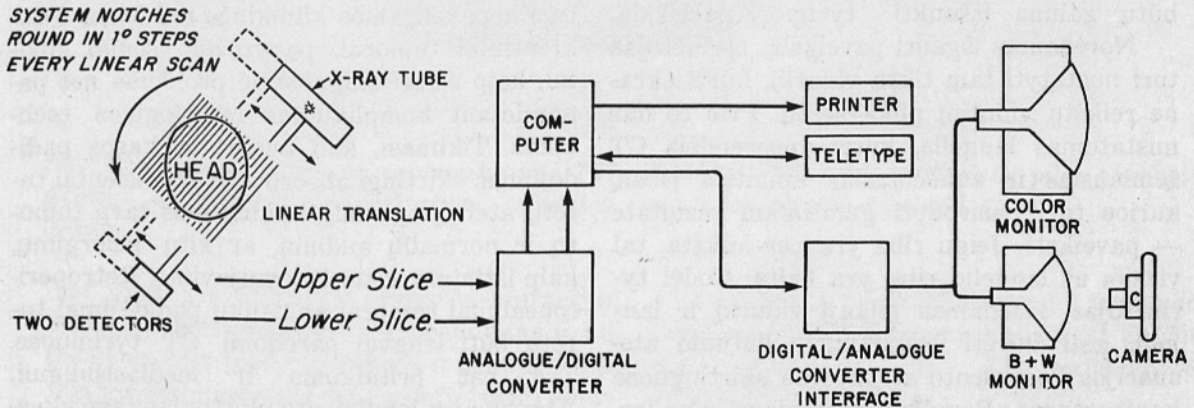 SYSTEM NOTCHES
ROUND IN 1° STEPS
EVERY LINEAR SCAN
X-RAY TUBE
HEAD
LINEAR TRANSLATION
TWO DETECTORS
Upper Slice
Lower Slice
ANALOGUE/DIGITAL
CONVERTER
COM-
PUTER
PRINTER
TELETYPE
DIGITAL/ANALOGUE
CONVERTER
INTERFACE
COLOR
MONITOR
B+W
MONITOR
C
CAMERA